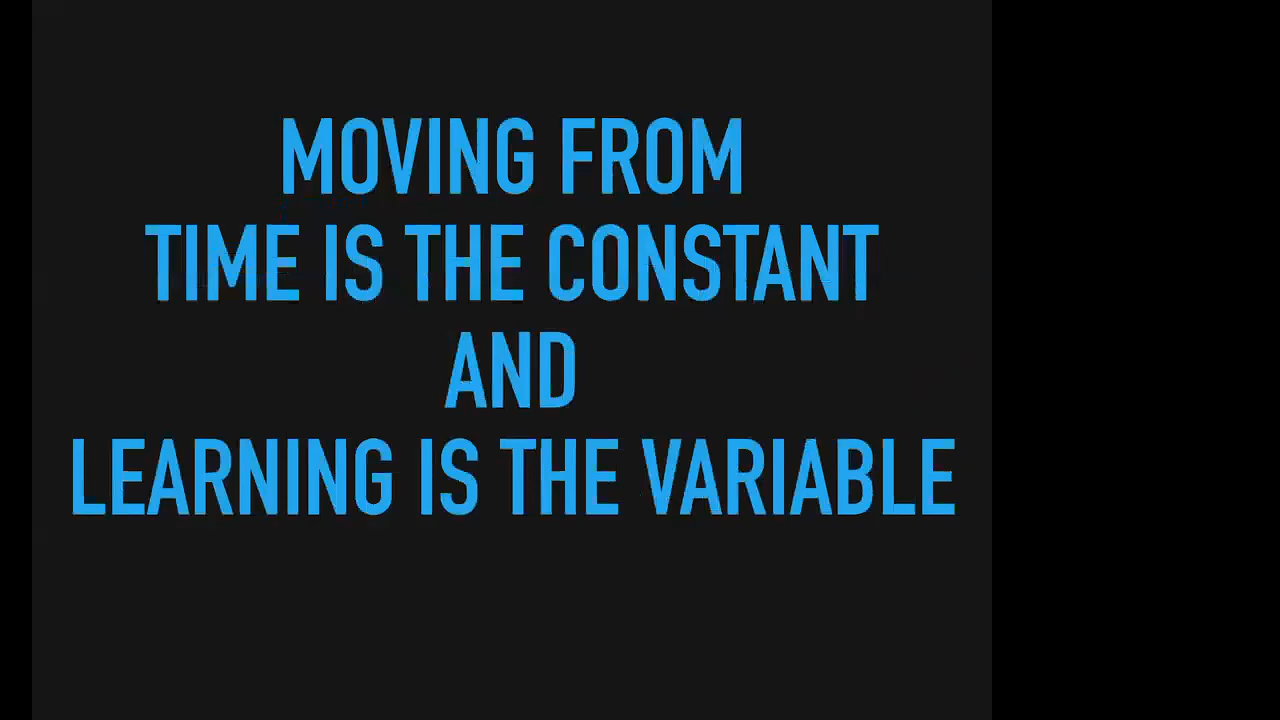 MOVING FROM
TIME IS THE CONSTANT
AND
LEARNING IS THE VARIABLE